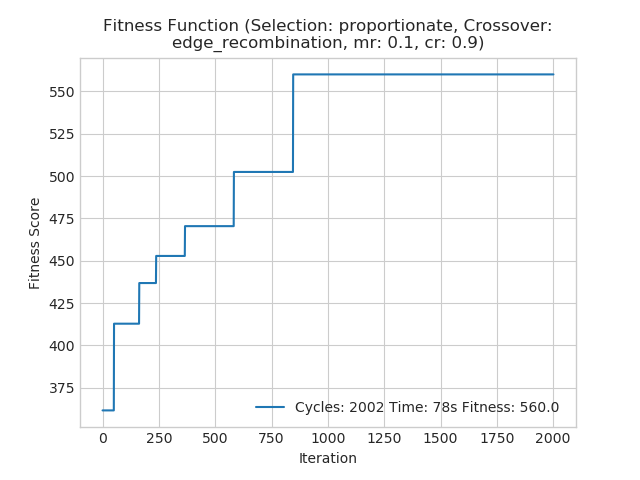 Fitness Function (Selection: proportionate, Crossover:
edge_recombination, mr: 0.1, cr: 0.9)
Fitness Score
550
525
500
475
450
425
400
375
Cycles: 2002 Time: 78s Fitness: 560.0
0 250 500 750 1000 1250 1500 1750 2000
Iteration